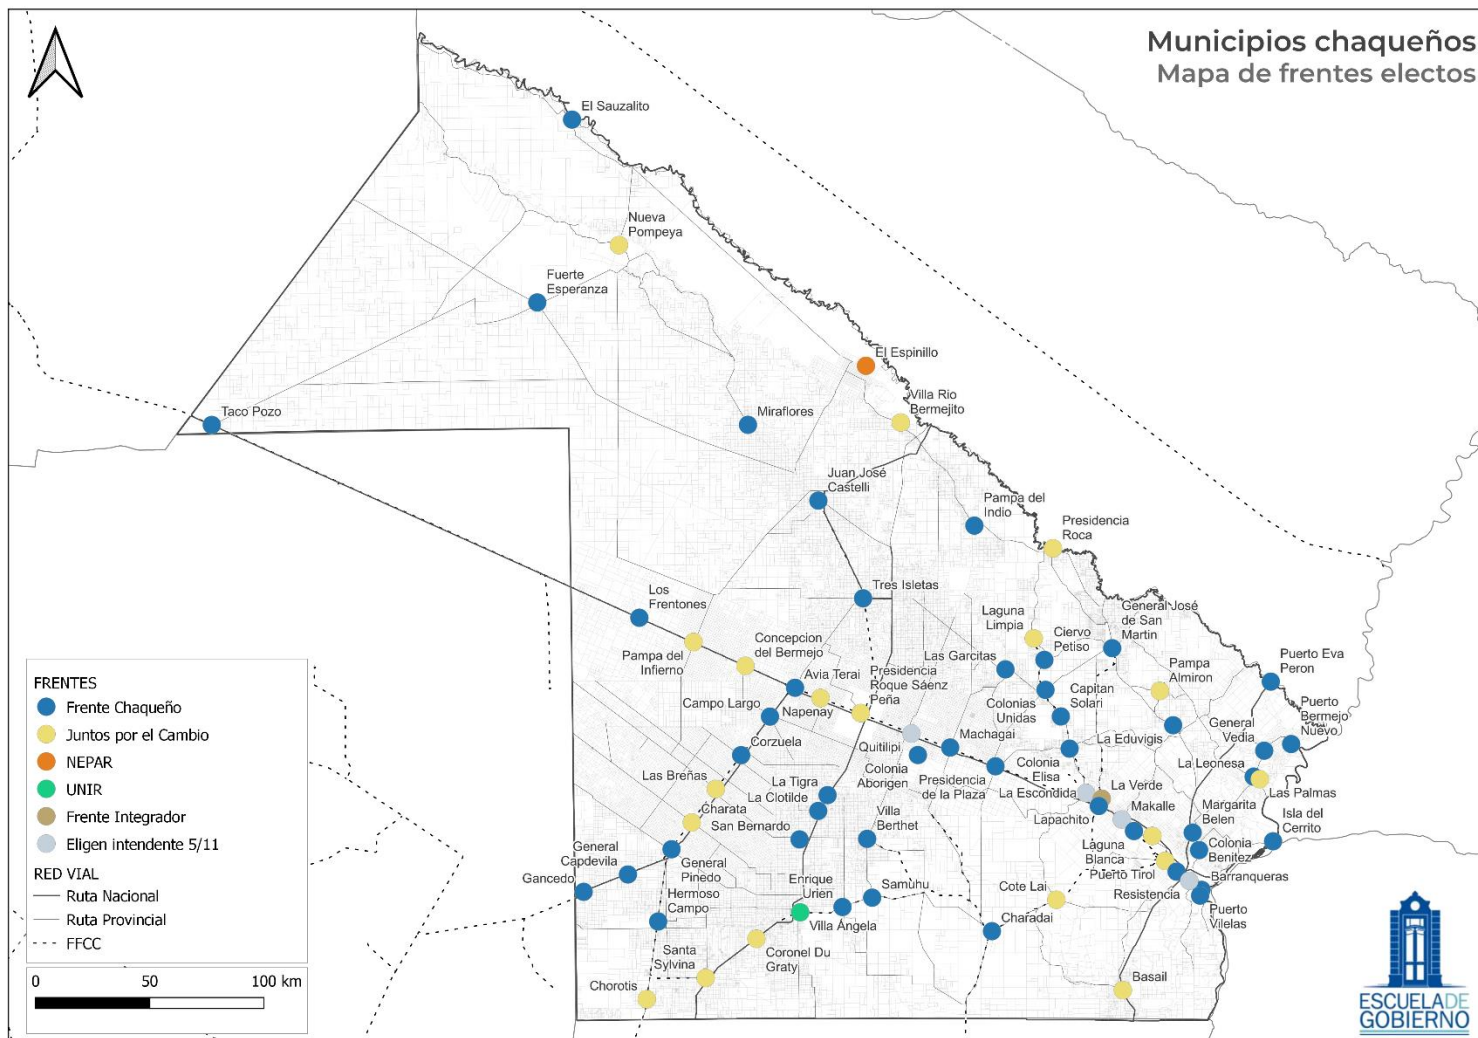 Municipios chaqueños
Mapa de frentes electos
El Sauzalito
Nueva
Pompeya
Fuerte
Esperanza
El Espinillo
Villa Rio
Bermejito
Taco Pozo
Miraflores
Juan José
Castelli
Pampa del
Indio
Presidencia
Roca
Tres Isletas
Los
Frentones
Laguna
Limpia
Ciervo
Petiso
General José
de San
Martin
Concepcion
del Bermejo
Pampa del
Infierno
Avia Terai
Presidencia
Roque Sáenz
Peña
Las Garcitas
Pampa
Almiron
Puerto Eva
Peron
Campo Largo
Napenay
Colonias
Unidas
Capitan
Solari
General
Vedia
Puerto
Bermejo
Nuevo
Corzuela
Quitilipi
Machagai
La Eduvigis
Colonia
Aborigen
Presidencia
de la Plaza
Colonia
Elisa
La Leonesa
Las Palmas
Las Breñas
La Tigra
La Clotilde
La Escondida
La Verde
Charata
San Bernardo
Villa
Berthet
Lapachito
Makalle
Margarita
Belen
Isla del
Cerrito
General
Capdevila
Gancedo
General
Pinedo
Laguna
Blanca
Puerto Tirol
Colonia
Benitez
Barranqueras
Resistencia
Puerto
Vilelas
Hermoso
Campo
Enrique
Urien
Villa Angela
Samuhu
Cote Lai
Charadai
Santa
Sylvina
Coronel Du
Graty
Chorotis
Basail
FRENTES
Frente Chaqueño
Juntos por el Cambio
NEPAR
UNIR
Frente Integrador
Eligen intendente 5/11
RED VIAL
Ruta Nacional
Ruta Provincial
FFCC
0 50 100 km
ESCUELA DE
GOBIERNO